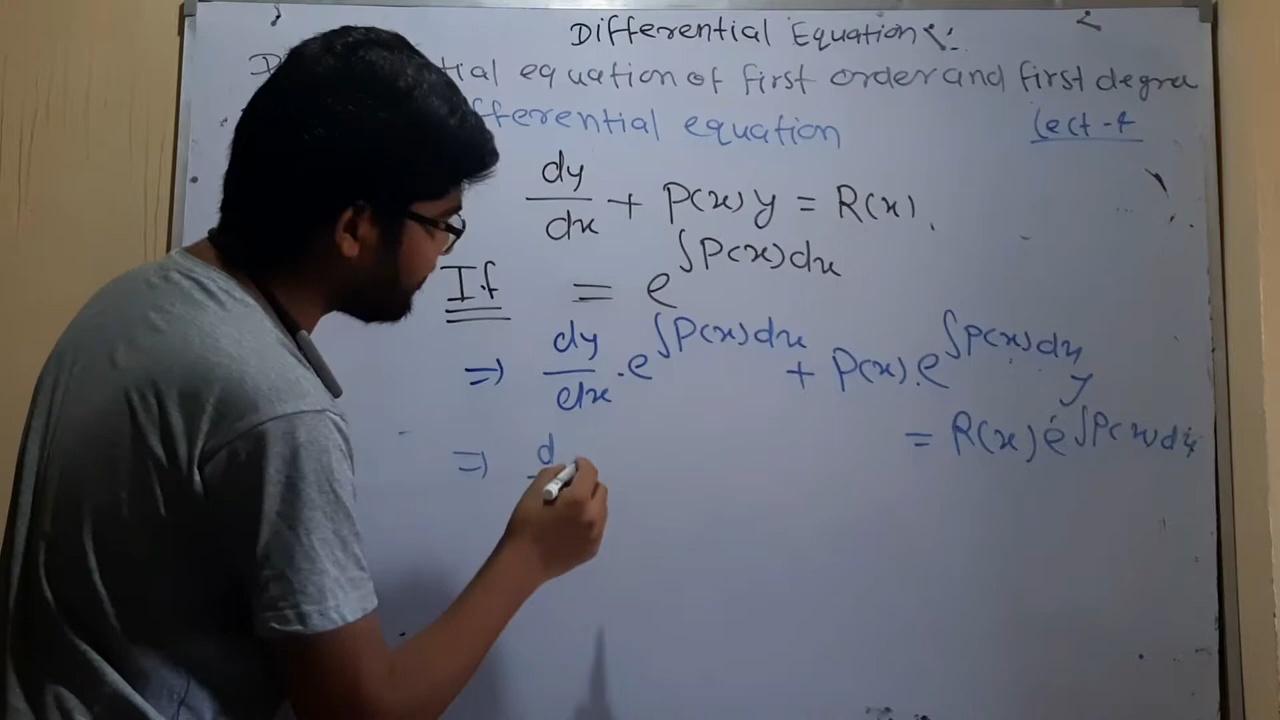 Differential Equation :-
tial equation of first order and first degra
fferential equation Lect-4
dy/dx + P(x) y = R(x).
If = e^∫P(x)dx
⇒ dy/dx . e^∫P(x)dx + P(x). e^∫P(x)dx y
= R(x) e^∫P(x)dx
⇒ d